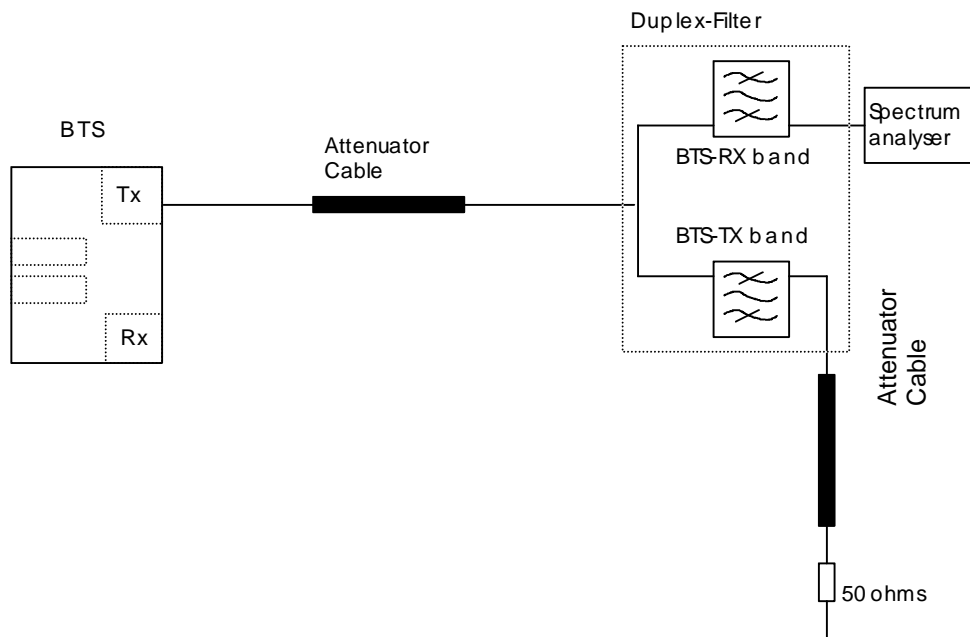 Duplex-Filter
BTS
Attenuator
Cable
Tx
Rx
BTS-RX band
Spectrum
analyser
BTS-TX band
Attenuator
Cable
50 ohms